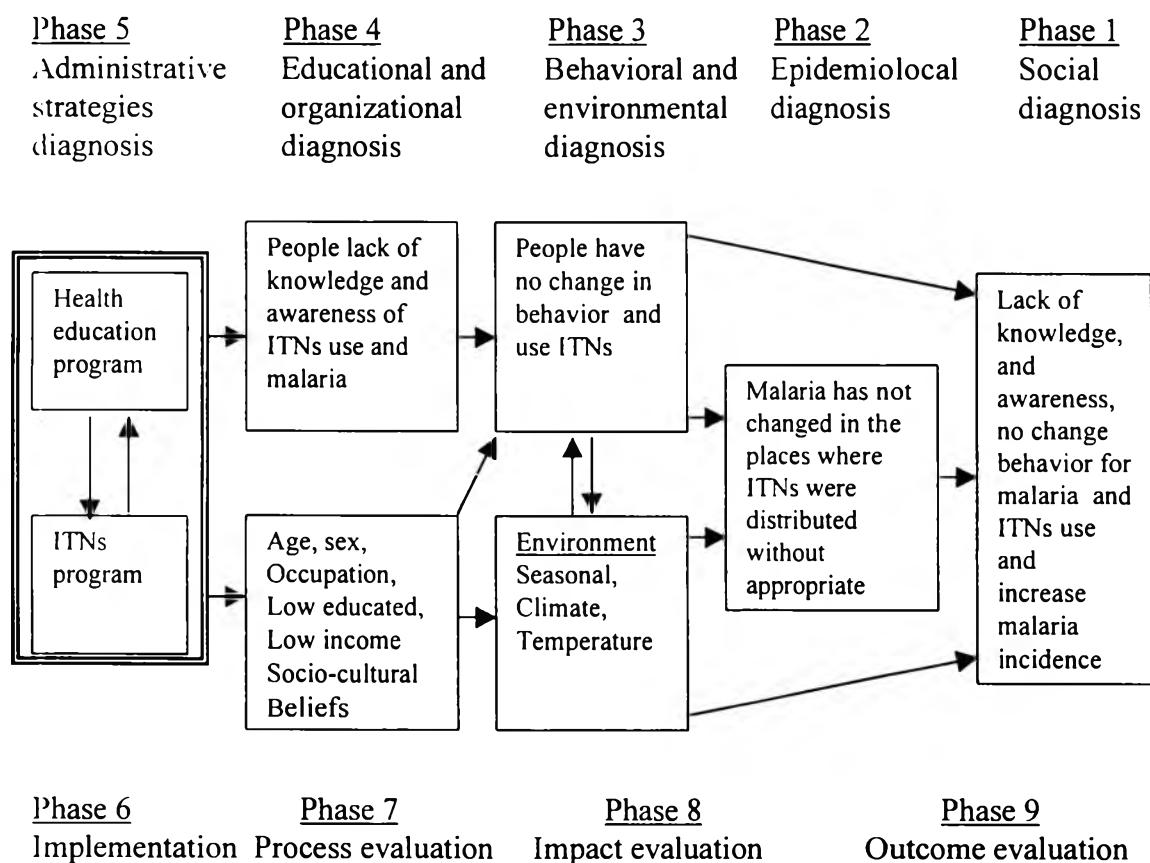 Phase 5
Administrative
strategies
diagnosis
Phase 4
Educational and
organizational
diagnosis
Phase 3
Behavioral and
environmental
diagnosis
Phase 2
Epidemiolocal
diagnosis
Phase 1
Social
diagnosis
Health
education
program
ITNs
program
People lack of
knowledge and
awareness of
ITNs use and
malaria
Age, sex,
Occupation,
Low educated,
Low income
Socio-cultural
Beliefs
People have
no change in
behavior and
use ITNs
Environment
Seasonal,
Climate,
Temperature
Malaria has not
changed in the
places where
ITNs were
distributed
without
appropriate
Lack of
knowledge,
and
awareness,
no change
behavior for
malaria and
ITNs use
and
increase
malaria
incidence
Phase 6
Implementation
Phase 7
Process evaluation
Phase 8
Impact evaluation
Phase 9
Outcome evaluation